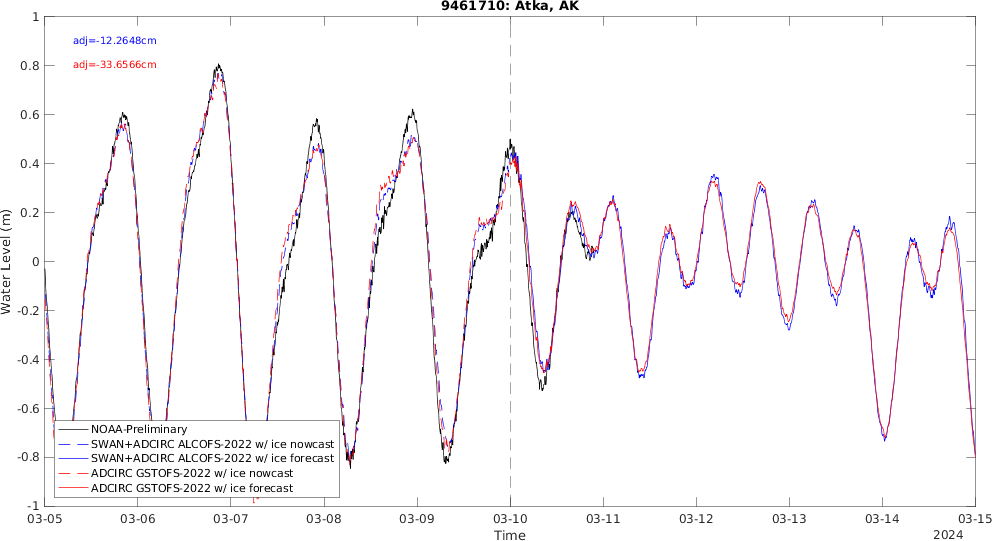 9461710: Atka, AK
adj=-12.2648cm
adj=-33.6566cm
Water Level (m)
1
0.8
0.6
0.4
0.2
0
-0.2
-0.4
-0.6
-0.8
-1
NOAA-Preliminary
SWAN+ADCIRC ALCOFS-2022 w/ ice nowcast
SWAN+ADCIRC ALCOFS-2022 w/ ice forecast
ADCIRC GSTOFS-2022 w/ ice nowcast
ADCIRC GSTOFS-2022 w/ ice forecast
03-05 03-06 03-07 03-08 03-09 03-10 03-11 03-12 03-13 03-14 03-15
Time
2024